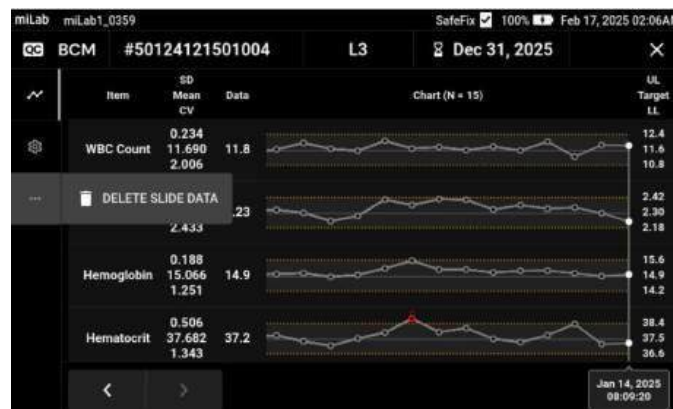 miLab miLab1_0359 SafeFix 100% Feb 17, 2025 02:06AM
QC BCM #50124121501004 L3 Dec 31, 2025
Item SD Mean CV Data Chart (N = 15) UL Target LL
WBC Count 0.234 11.690 2.006 11.8 12.4 11.6 10.8
DELETE SLIDE DATA
2.433 .23 2.42 2.30 2.18
Hemoglobin 0.188 15.066 1.251 14.9 15.6 14.9 14.2
Hematocrit 0.506 37.682 1.343 37.2 38.4 37.5 36.6
Jan 14, 2025
08:09:20